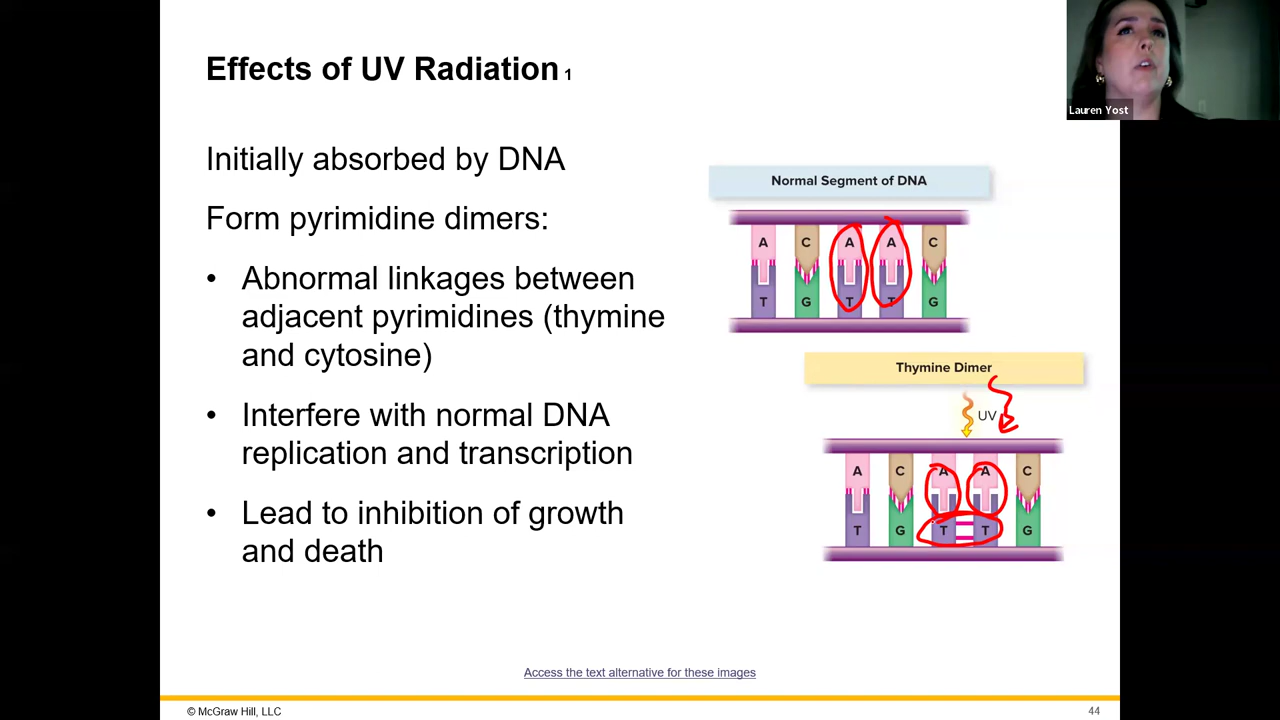 Effects of UV Radiation 1
Lauren Yost
Initially absorbed by DNA
Form pyrimidine dimers:
• Abnormal linkages between
adjacent pyrimidines (thymine
and cytosine)
• Interfere with normal DNA
replication and transcription
• Lead to inhibition of growth
and death
Normal Segment of DNA
A C A A C
T G T T G
Thymine Dimer
UV
A C A A C
T G T T G
Access the text alternative for these images
© McGraw Hill, LLC
44